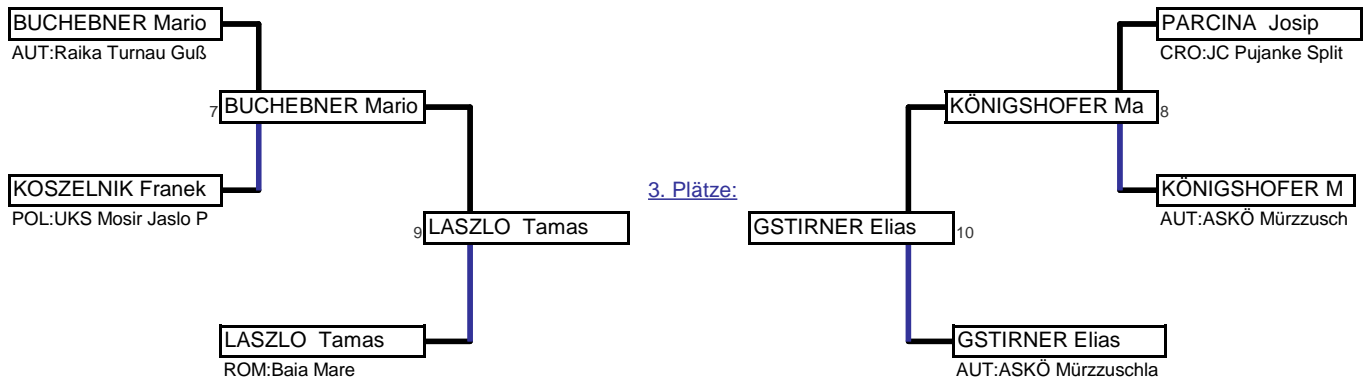 BUCHEBNER Mario
AUT:Raika Turnau Guß
PARCINA Josip
CRO:JC Pujanke Split
7 BUCHEBNER Mario
KÖNIGSHOFER Ma 8
KOSZELNIK Franek
POL:UKS Mosir Jaslo P
3. Plätze:
KÖNIGSHOFER M
AUT:ASKÖ Mürzzusch
9 LASZLO Tamas
GSTIRNER Elias 10
LASZLO Tamas
ROM:Baia Mare
GSTIRNER Elias
AUT:ASKÖ Mürzzuschla